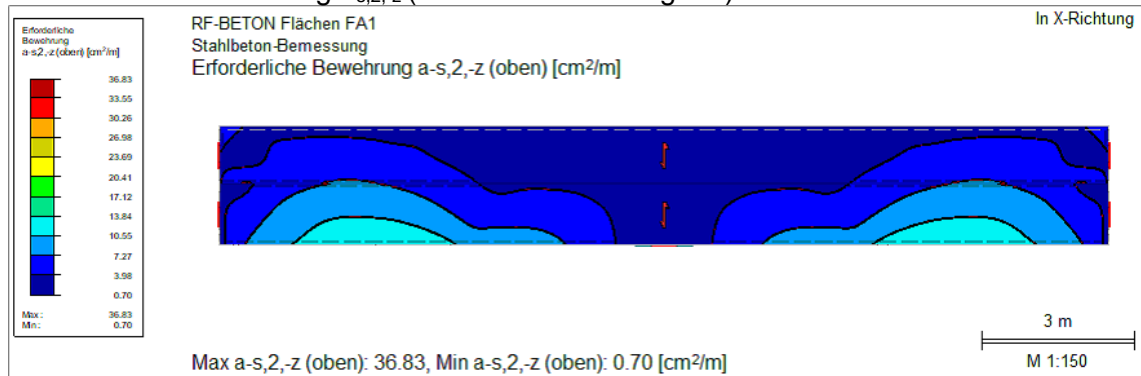 RF-BETON Flächen FA1
In X-Richtung
Stahlbeton-Bemessung
Erforderliche Bewehrung a-s,2,-z (oben) [cm²/m]
Erforderliche
Bewehrung
a-s,2,-z (oben) [cm²/m]
36.83
33.55
30.26
26.98
23.69
20.41
17.12
13.84
10.55
7.27
3.98
0.70
Max : 36.83
Min : 0.70
3 m
M 1:150
Max a-s,2,-z (oben): 36.83, Min a-s,2,-z (oben): 0.70 [cm²/m]